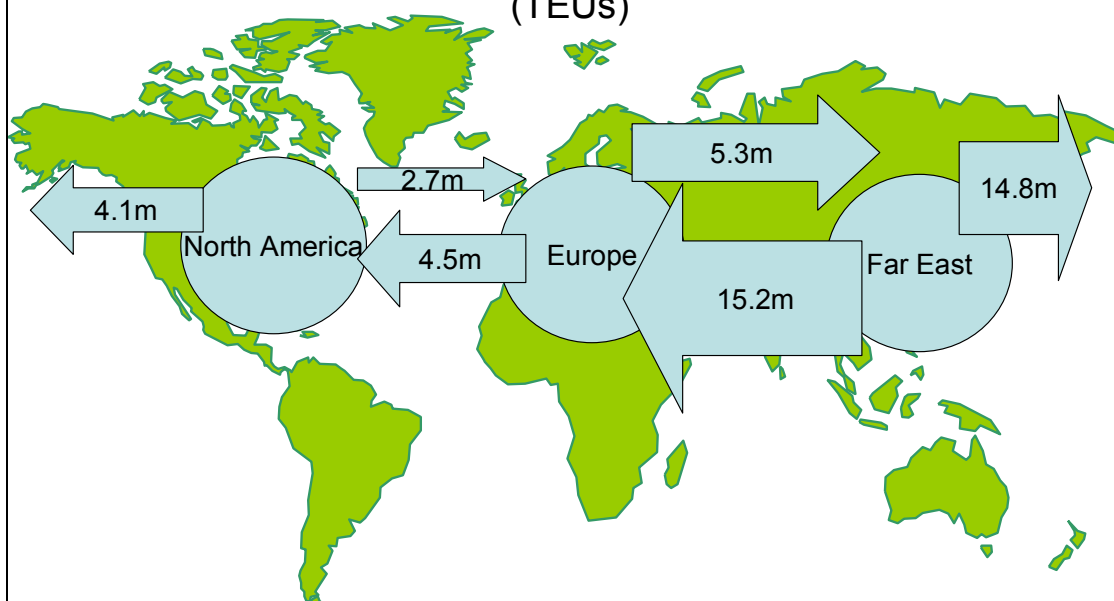 (TEUs)
2.7m
5.3m
14.8m
4.1m
North America
4.5m
Europe
15.2m
Far East